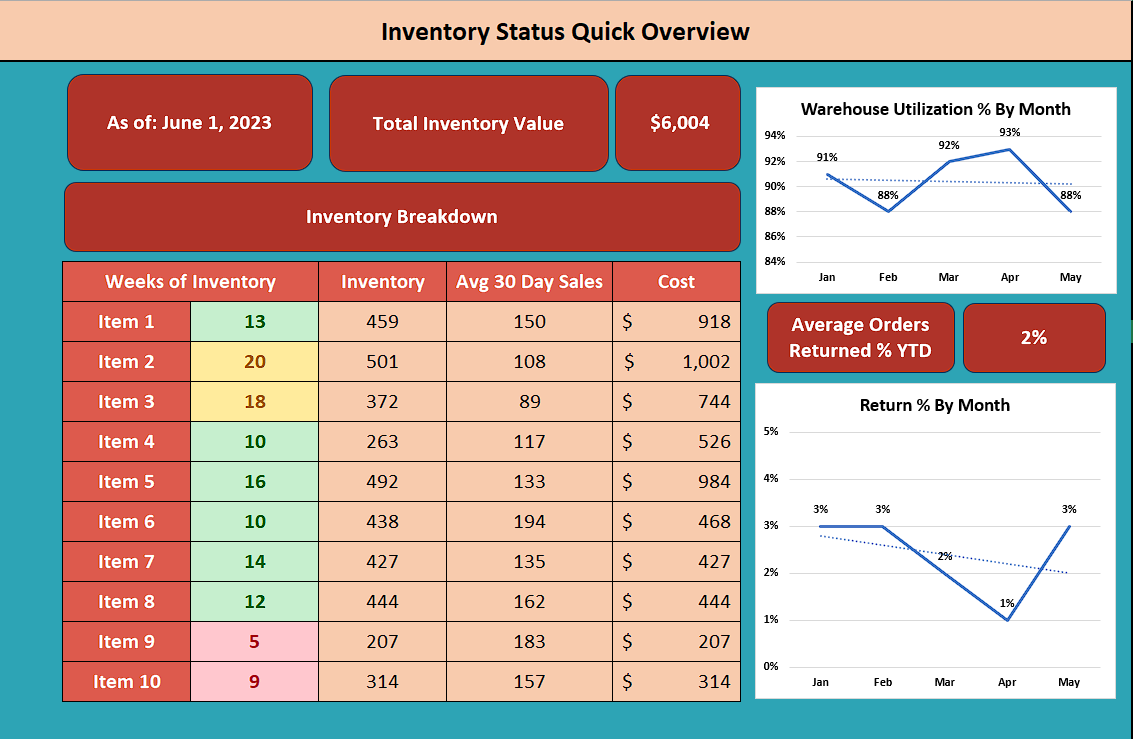 Inventory Status Quick Overview
As of: June 1, 2023
Total Inventory Value
$6,004
Inventory Breakdown
Weeks of Inventory Inventory Avg 30 Day Sales Cost
Item 1 13 459 150 $ 918
Item 2 20 501 108 $ 1,002
Item 3 18 372 89 $ 744
Item 4 10 263 117 $ 526
Item 5 16 492 133 $ 984
Item 6 10 438 194 $ 468
Item 7 14 427 135 $ 427
Item 8 12 444 162 $ 444
Item 9 5 207 183 $ 207
Item 10 9 314 157 $ 314
Warehouse Utilization % By Month
94%
92%
90%
88%
86%
84%
91%
88%
92%
93%
88%
Jan Feb Mar Apr May
Average Orders
Returned % YTD
2%
Return % By Month
5%
4%
3%
2%
1%
0%
3%
3%
2%
1%
3%
Jan Feb Mar Apr May